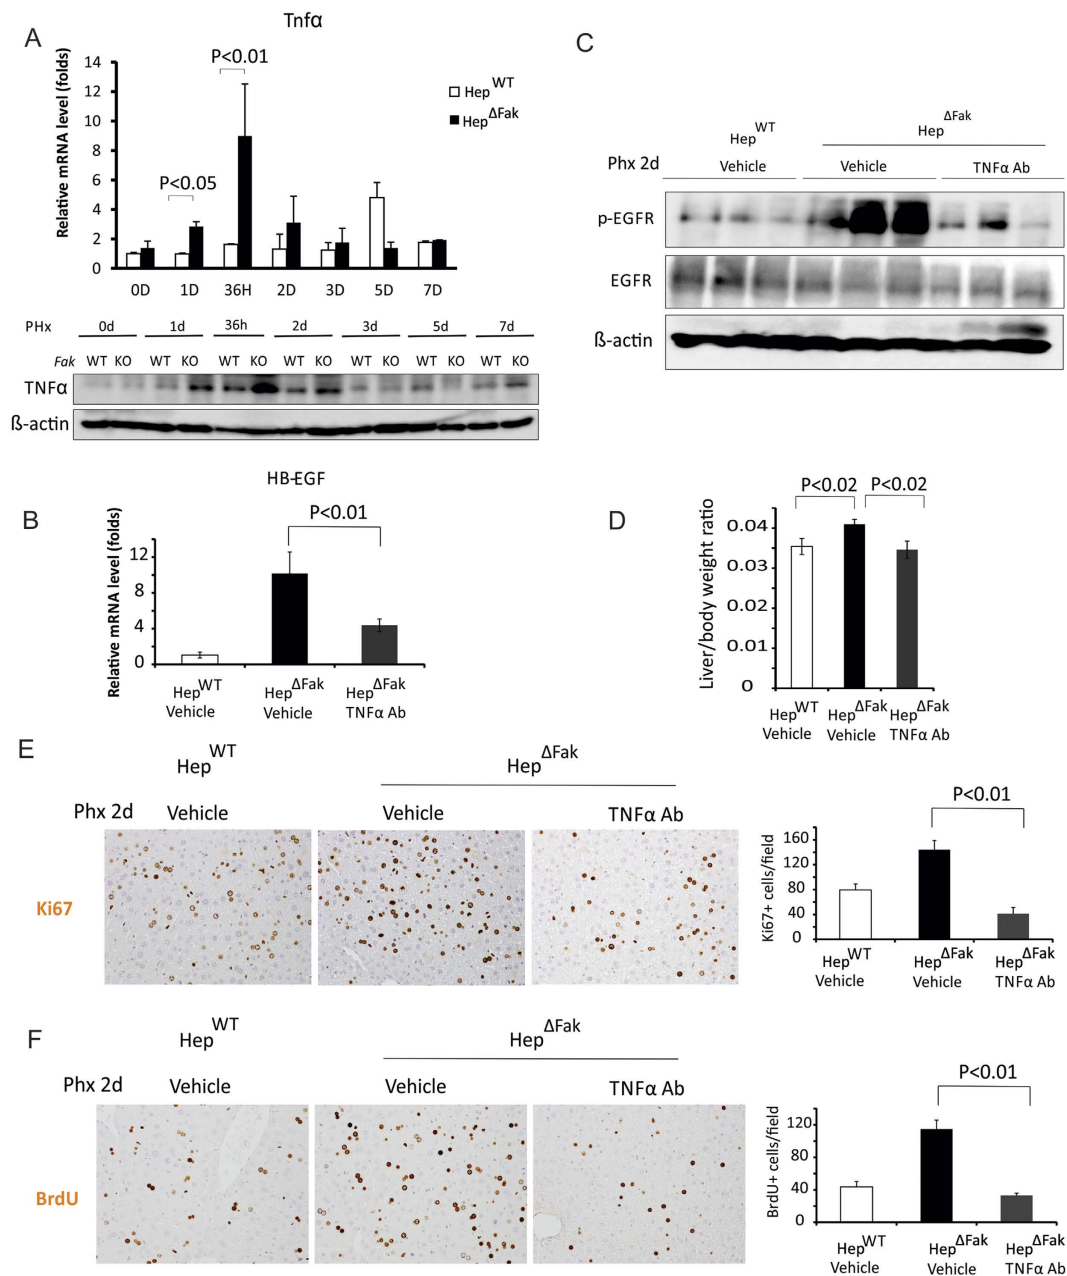 A
Tnfα
Relative mRNA level (folds)
14
12
10
8
6
4
2
0
P<0.05
P<0.01
Hep WT
Hep ΔFak
0D 1D 36H 2D 3D 5D 7D
PHx 0d 1d 36h 2d 3d 5d 7d
Fak WT KO WT KO WT KO WT KO WT KO WT KO WT KO
TNFα
ß-actin
B
HB-EGF
Relative mRNA level (folds)
12
8
4
0
P<0.01
Hep WT Vehicle
Hep ΔFak Vehicle
Hep ΔFak TNFα Ab
C
Hep WT
Hep ΔFak
Phx 2d Vehicle Vehicle TNFα Ab
p-EGFR
EGFR
ß-actin
D
Liver/body weight ratio
0.04
0.03
0.02
0.01
0
P<0.02 P<0.02
Hep WT Vehicle
Hep ΔFak Vehicle
Hep ΔFak TNFα Ab
E
Hep WT
Hep ΔFak
Phx 2d Vehicle Vehicle TNFα Ab
Ki67
Ki67+ cells/field
160
120
80
40
0
P<0.01
Hep WT Vehicle
Hep ΔFak Vehicle
Hep ΔFak TNFα Ab
F
Hep WT
Hep ΔFak
Phx 2d Vehicle Vehicle TNFα Ab
BrdU
BrdU+ cells/field
120
80
40
0
P<0.01
Hep WT Vehicle
Hep ΔFak Vehicle
Hep ΔFak TNFα Ab